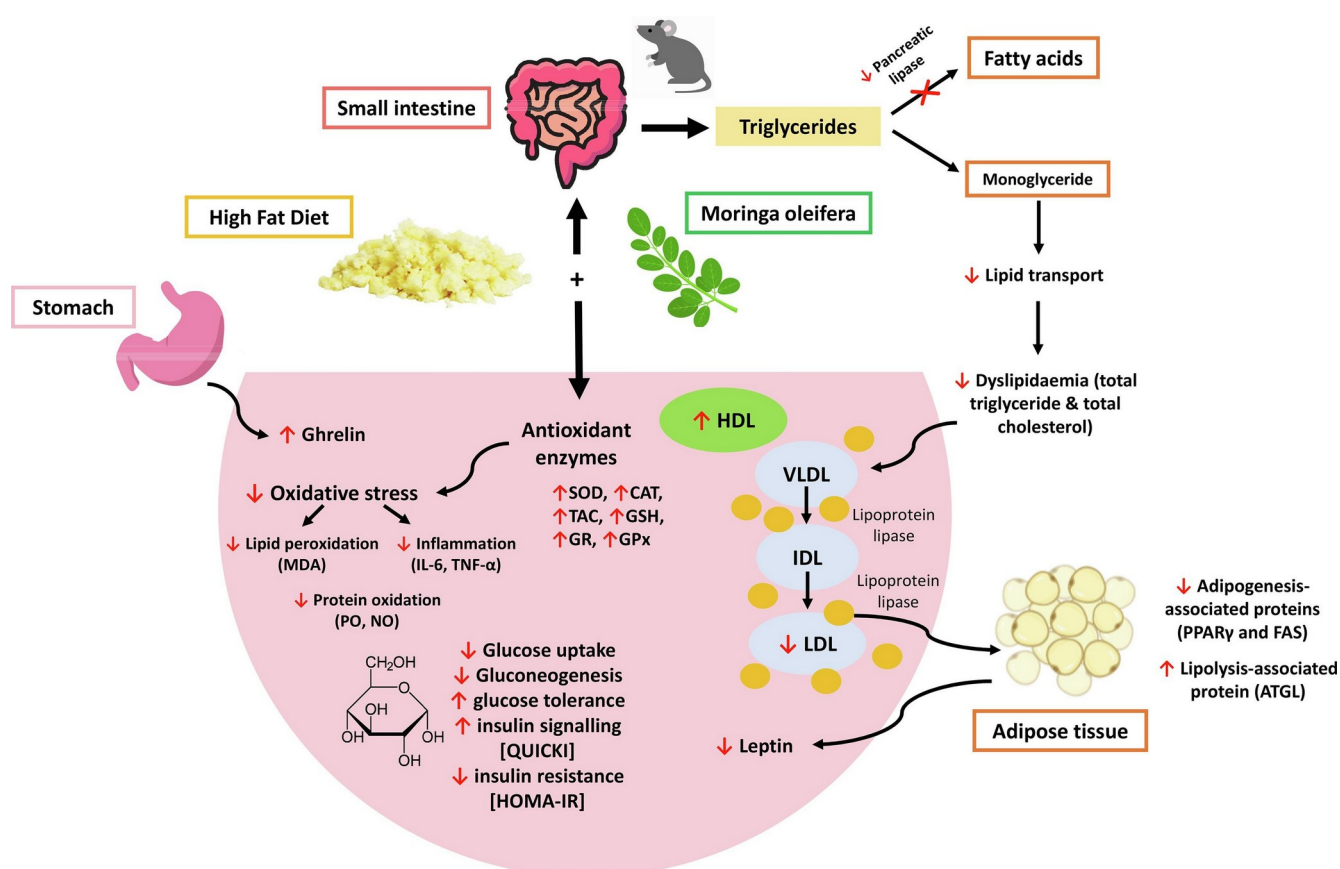 Small intestine
↓ Pancreatic
lipase
Fatty acids
Triglycerides
Monoglyceride
High Fat Diet
+
Moringa oleifera
↓ Lipid transport
Stomach
↓ Dyslipidaemia (total
triglyceride & total
cholesterol)
↑ Ghrelin
Antioxidant
enzymes
↑SOD, ↑CAT,
↑TAC, ↑GSH,
↑GR, ↑GPx
↓ Oxidative stress
↓ Lipid peroxidation
(MDA)
↓ Inflammation
(IL-6, TNF-α)
↓ Protein oxidation
(PO, NO)
↑ HDL
VLDL
Lipoprotein
lipase
IDL
Lipoprotein
lipase
↓ LDL
↓ Adipogenesis-
associated proteins
(PPARγ and FAS)
↑ Lipolysis-associated
protein (ATGL)
Adipose tissue
↓ Leptin
CH₂OH
O
OH
OH
OH
OH
↓ Glucose uptake
↓ Gluconeogenesis
↑ glucose tolerance
↑ insulin signalling
[QUICKI]
↓ insulin resistance
[HOMA-IR]